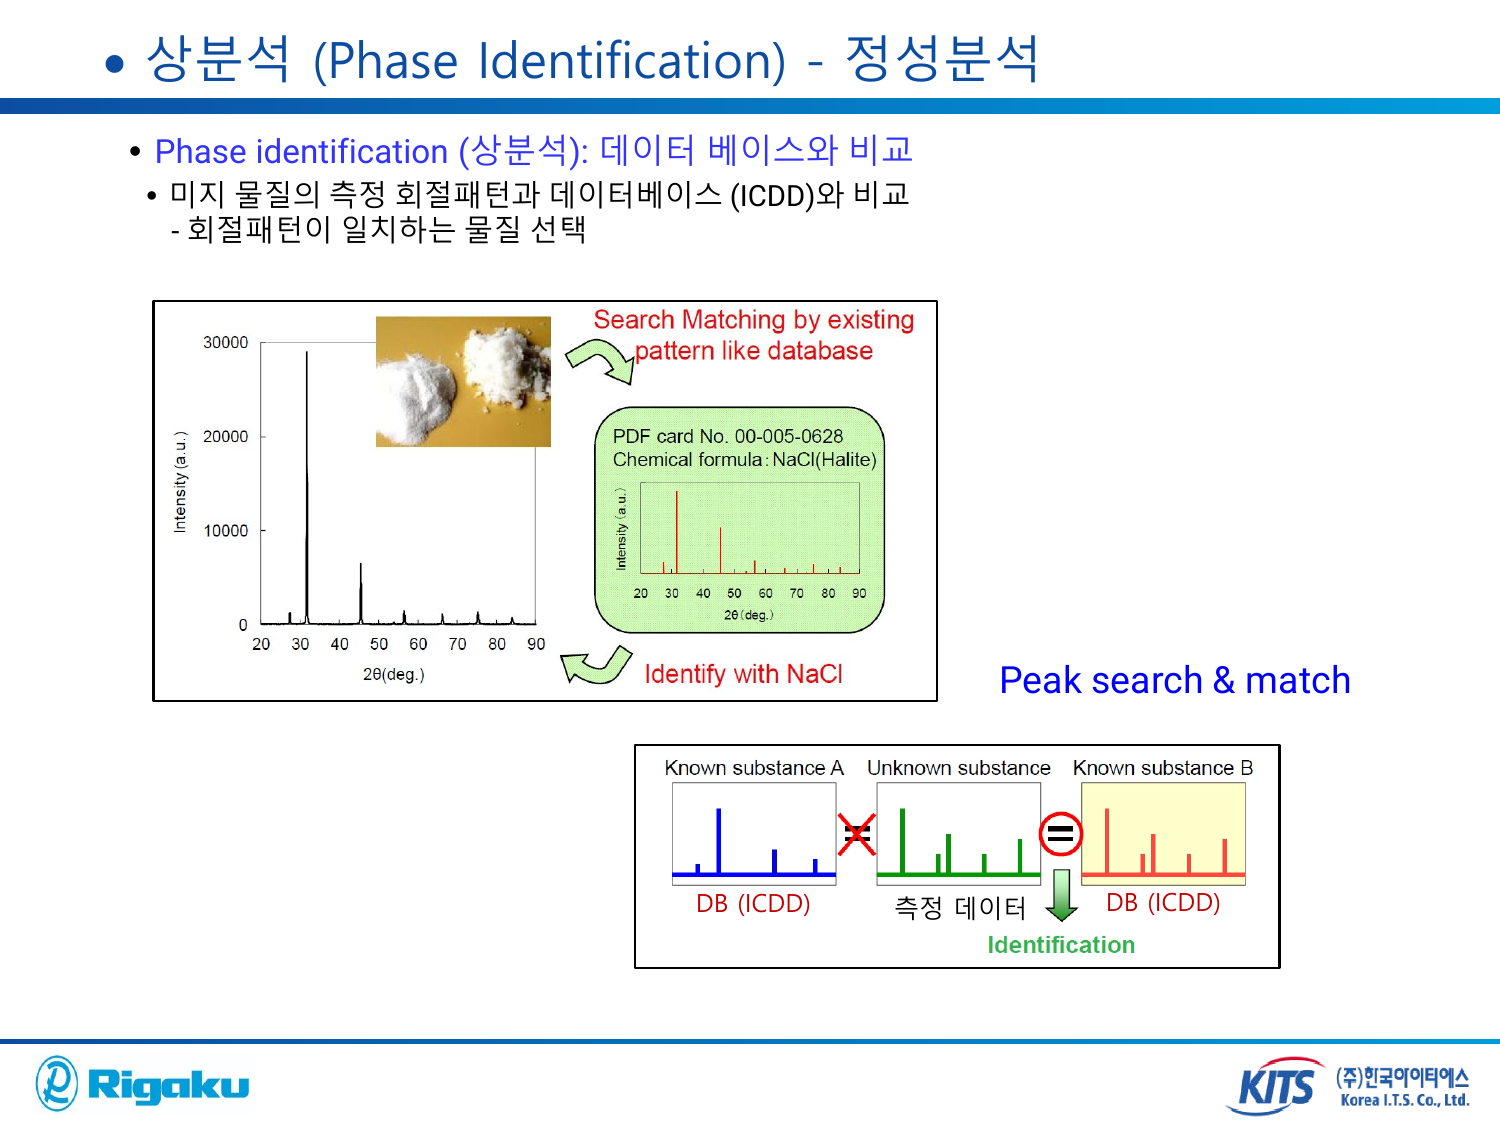 • 상분석 (Phase Identification) - 정성분석
• Phase identification (상분석): 데이터 베이스와 비교
• 미지 물질의 측정 회절패턴과 데이터베이스 (ICDD)와 비교
- 회절패턴이 일치하는 물질 선택
Search Matching by existing
pattern like database
30000
20000
10000
0
Intensity (a.u.)
20 30 40 50 60 70 80 90
2θ(deg.)
PDF card No. 00-005-0628
Chemical formula : NaCl(Halite)
Intensity (a.u.)
20 30 40 50 60 70 80 90
2θ(deg.)
Identify with NaCl
Peak search & match
Known substance A Unknown substance Known substance B
=
=
DB (ICDD) 측정 데이터 DB (ICDD)
Identification
Rigaku
KITS
(주)한국아이티에스
Korea I.T.S. Co., Ltd.